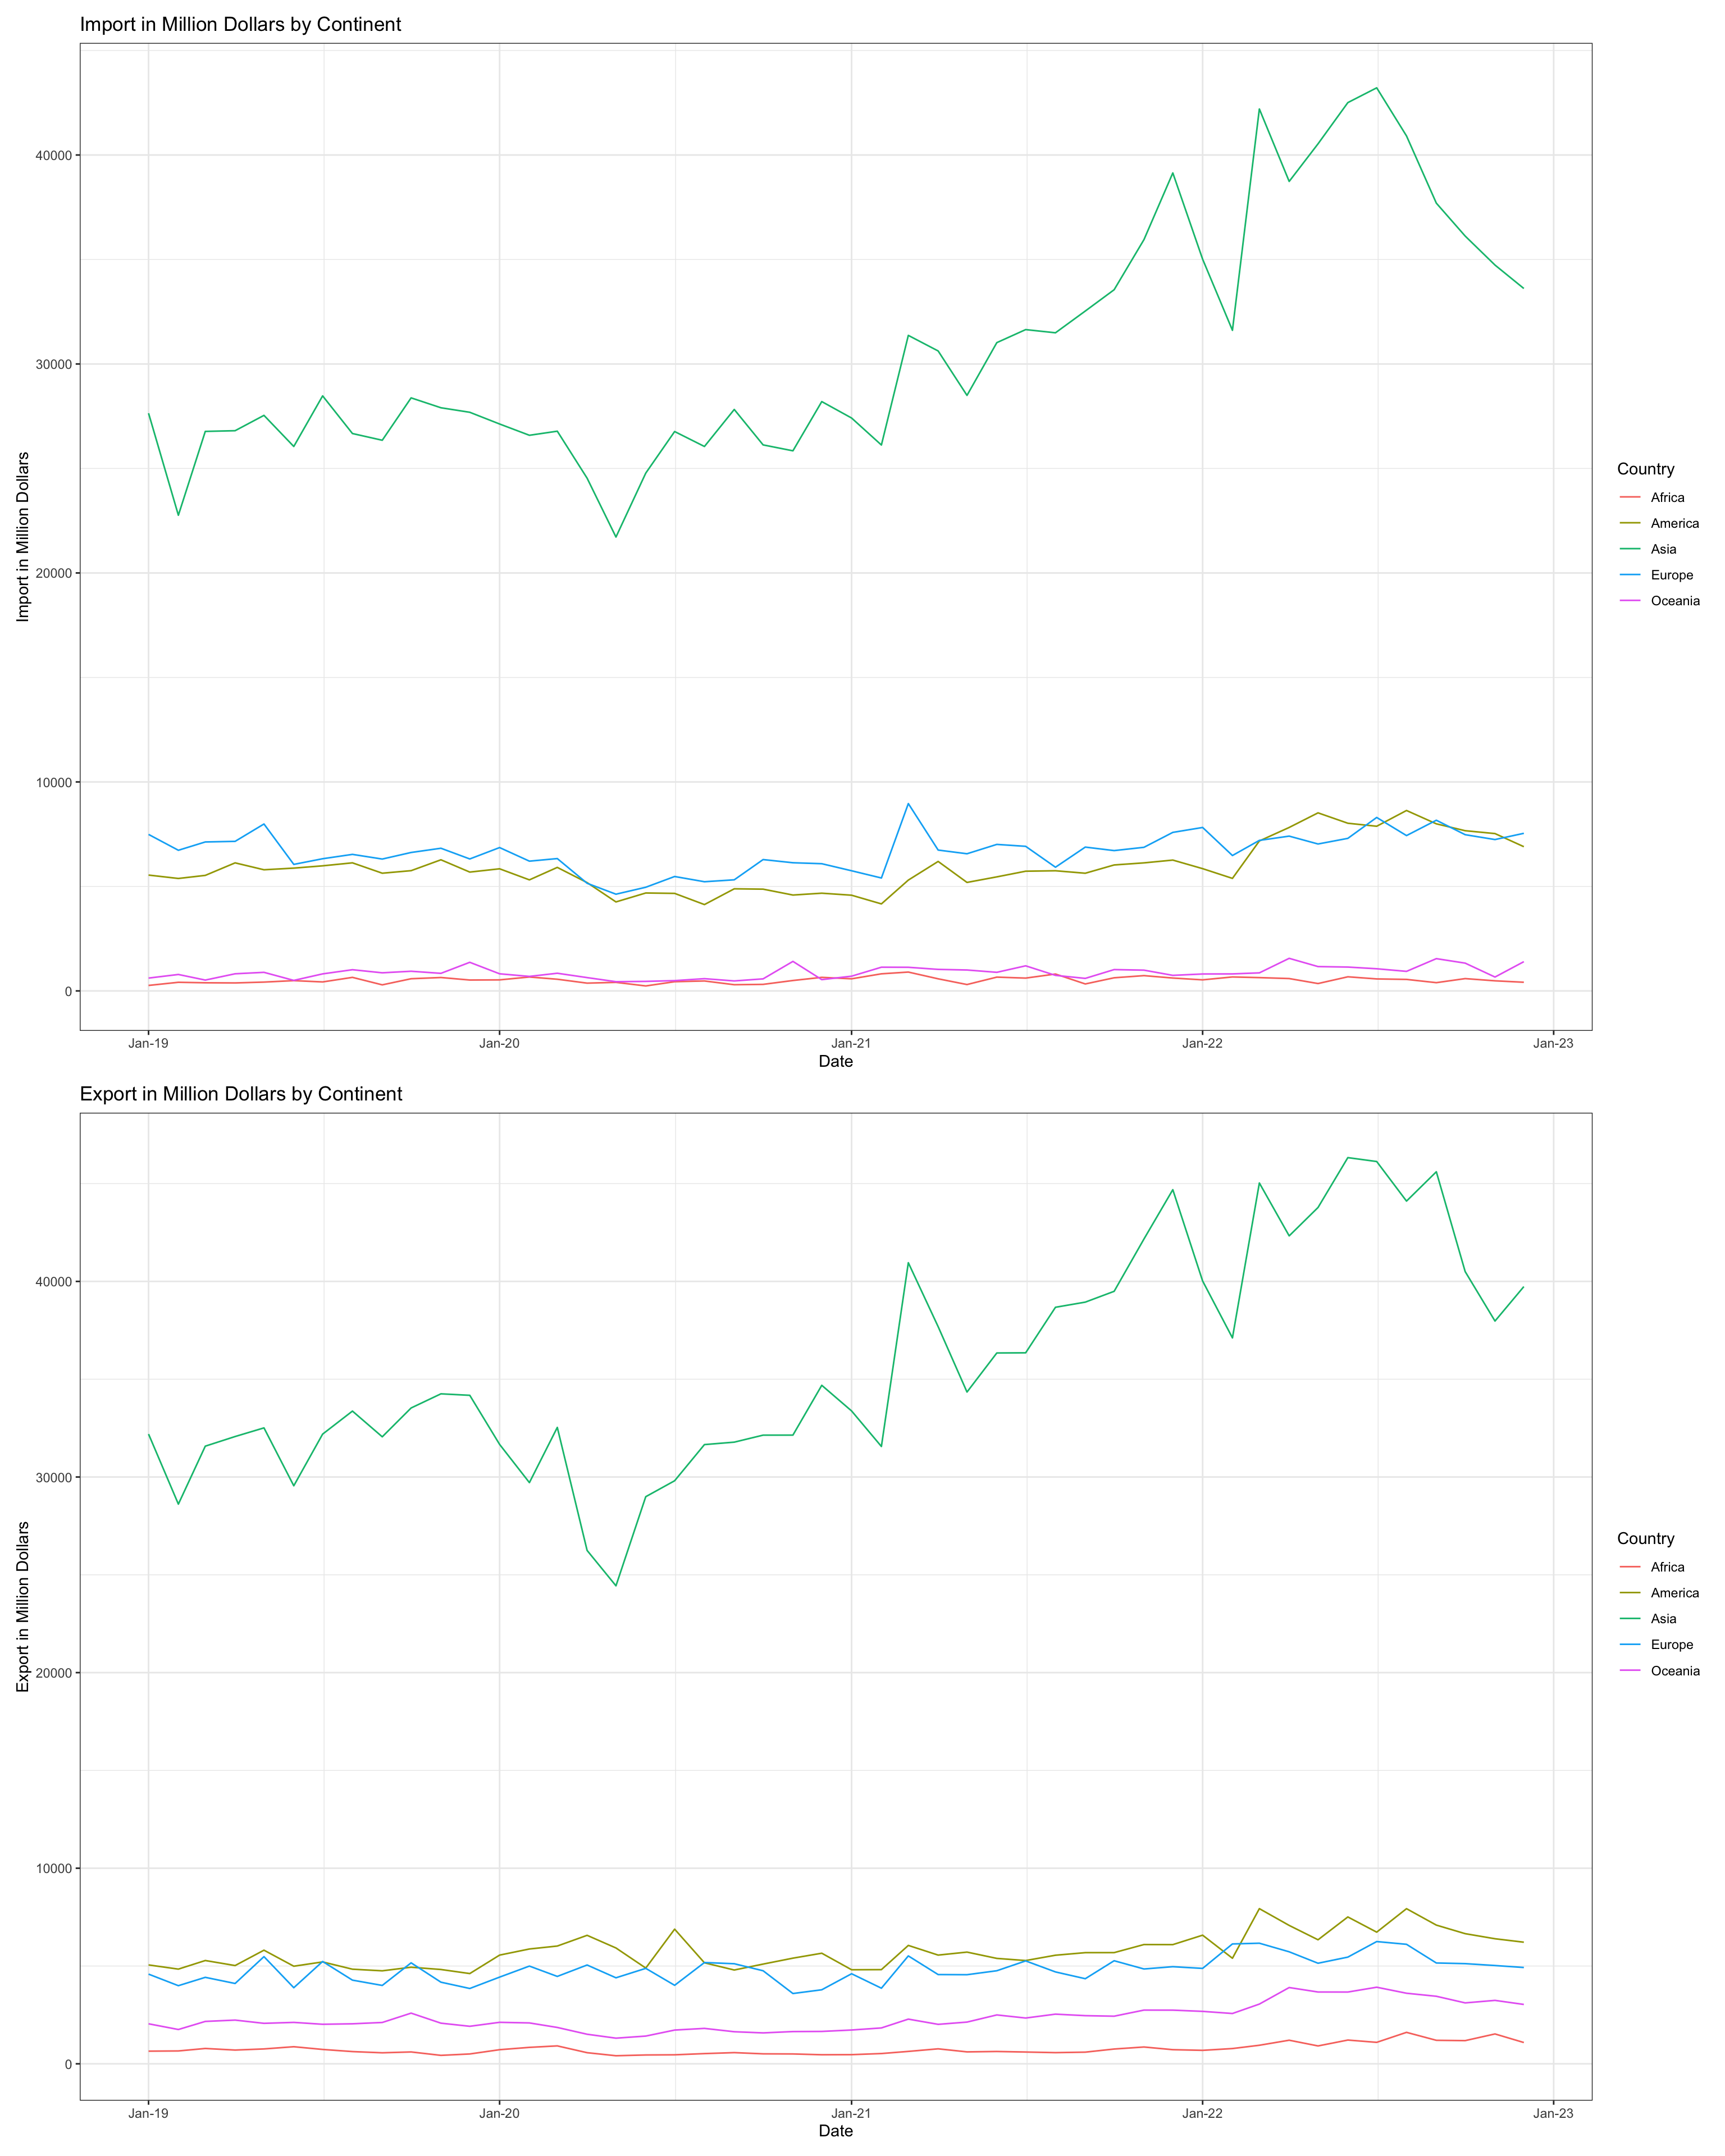 Import in Million Dollars by Continent
40000
30000
20000
10000
0
Import in Million Dollars
Jan-19 Jan-20 Jan-21 Jan-22 Jan-23
Date
Country
Africa
America
Asia
Europe
Oceania
Export in Million Dollars by Continent
40000
30000
20000
10000
0
Export in Million Dollars
Jan-19 Jan-20 Jan-21 Jan-22 Jan-23
Date
Country
Africa
America
Asia
Europe
Oceania